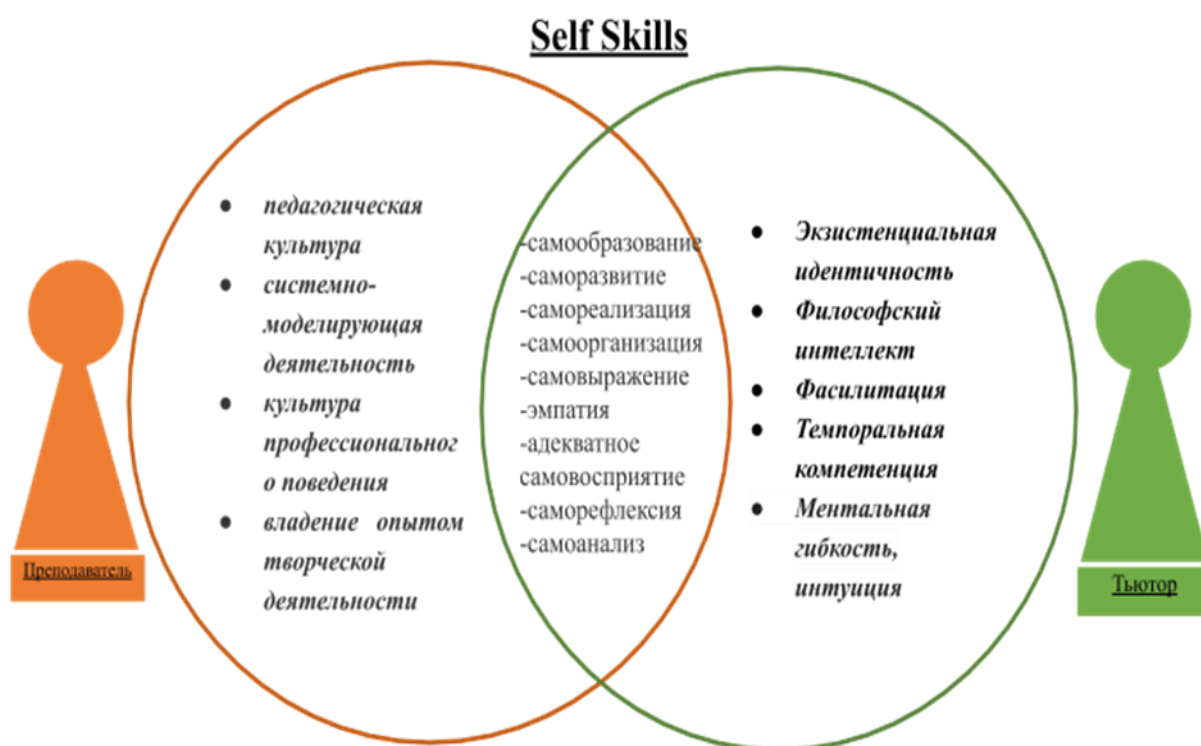 Self Skills
педагогическая
культура
системно-
моделирующая
деятельность
культура
профессиональног
о поведения
владение опытом
творческой
деятельности
-самообразование
-саморазвитие
-самореализация
-самоорганизация
-самовыражение
-эмпатия
-адекватное
самовосприятие
-саморефлексия
-самоанализ
Экзистенциальная
идентичность
Философский
интеллект
Фасилитация
Темпоральная
компетенция
Ментальная
гибкость,
интуиция
Преподаватель
Тьютор